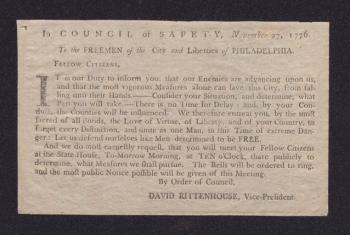 In COUNCIL of SAFETY, November 27, 1776.
To the FREEMEN of the City and Liberties of PHILADELPHIA.
FELLOW CITIZENS,
IT is our Duty to inform you, that our Enemies are advancing upon us,
and that the most vigorous Measures alone can save this City, from fal-
ling into their Hands.—— Consider your Situation, and determine, what
Part you will take —There is no Time for Delay; and, by your Con-
duct, the Counties will be influenced. We therefore entreat you, by the most
sacred of all Bonds, the Love of Virtue, of Liberty, and of your Country, to
forget every Distinction, and unite as one Man, in this Time of extreme Dan-
ger: Let us defend ourselves like Men determined to be FREE.
And we do most earnestly request, that you will meet your Fellow Citizens
at the State-House, To-Morrow Morning, at TEN o'Clock, there publicly to
determine, what Measures we shall pursue. The Bells will be ordered to ring,
and the most public Notice possible will be given of this Meeting.
By Order of Council,
DAVID RITTENHOUSE, Vice-President.